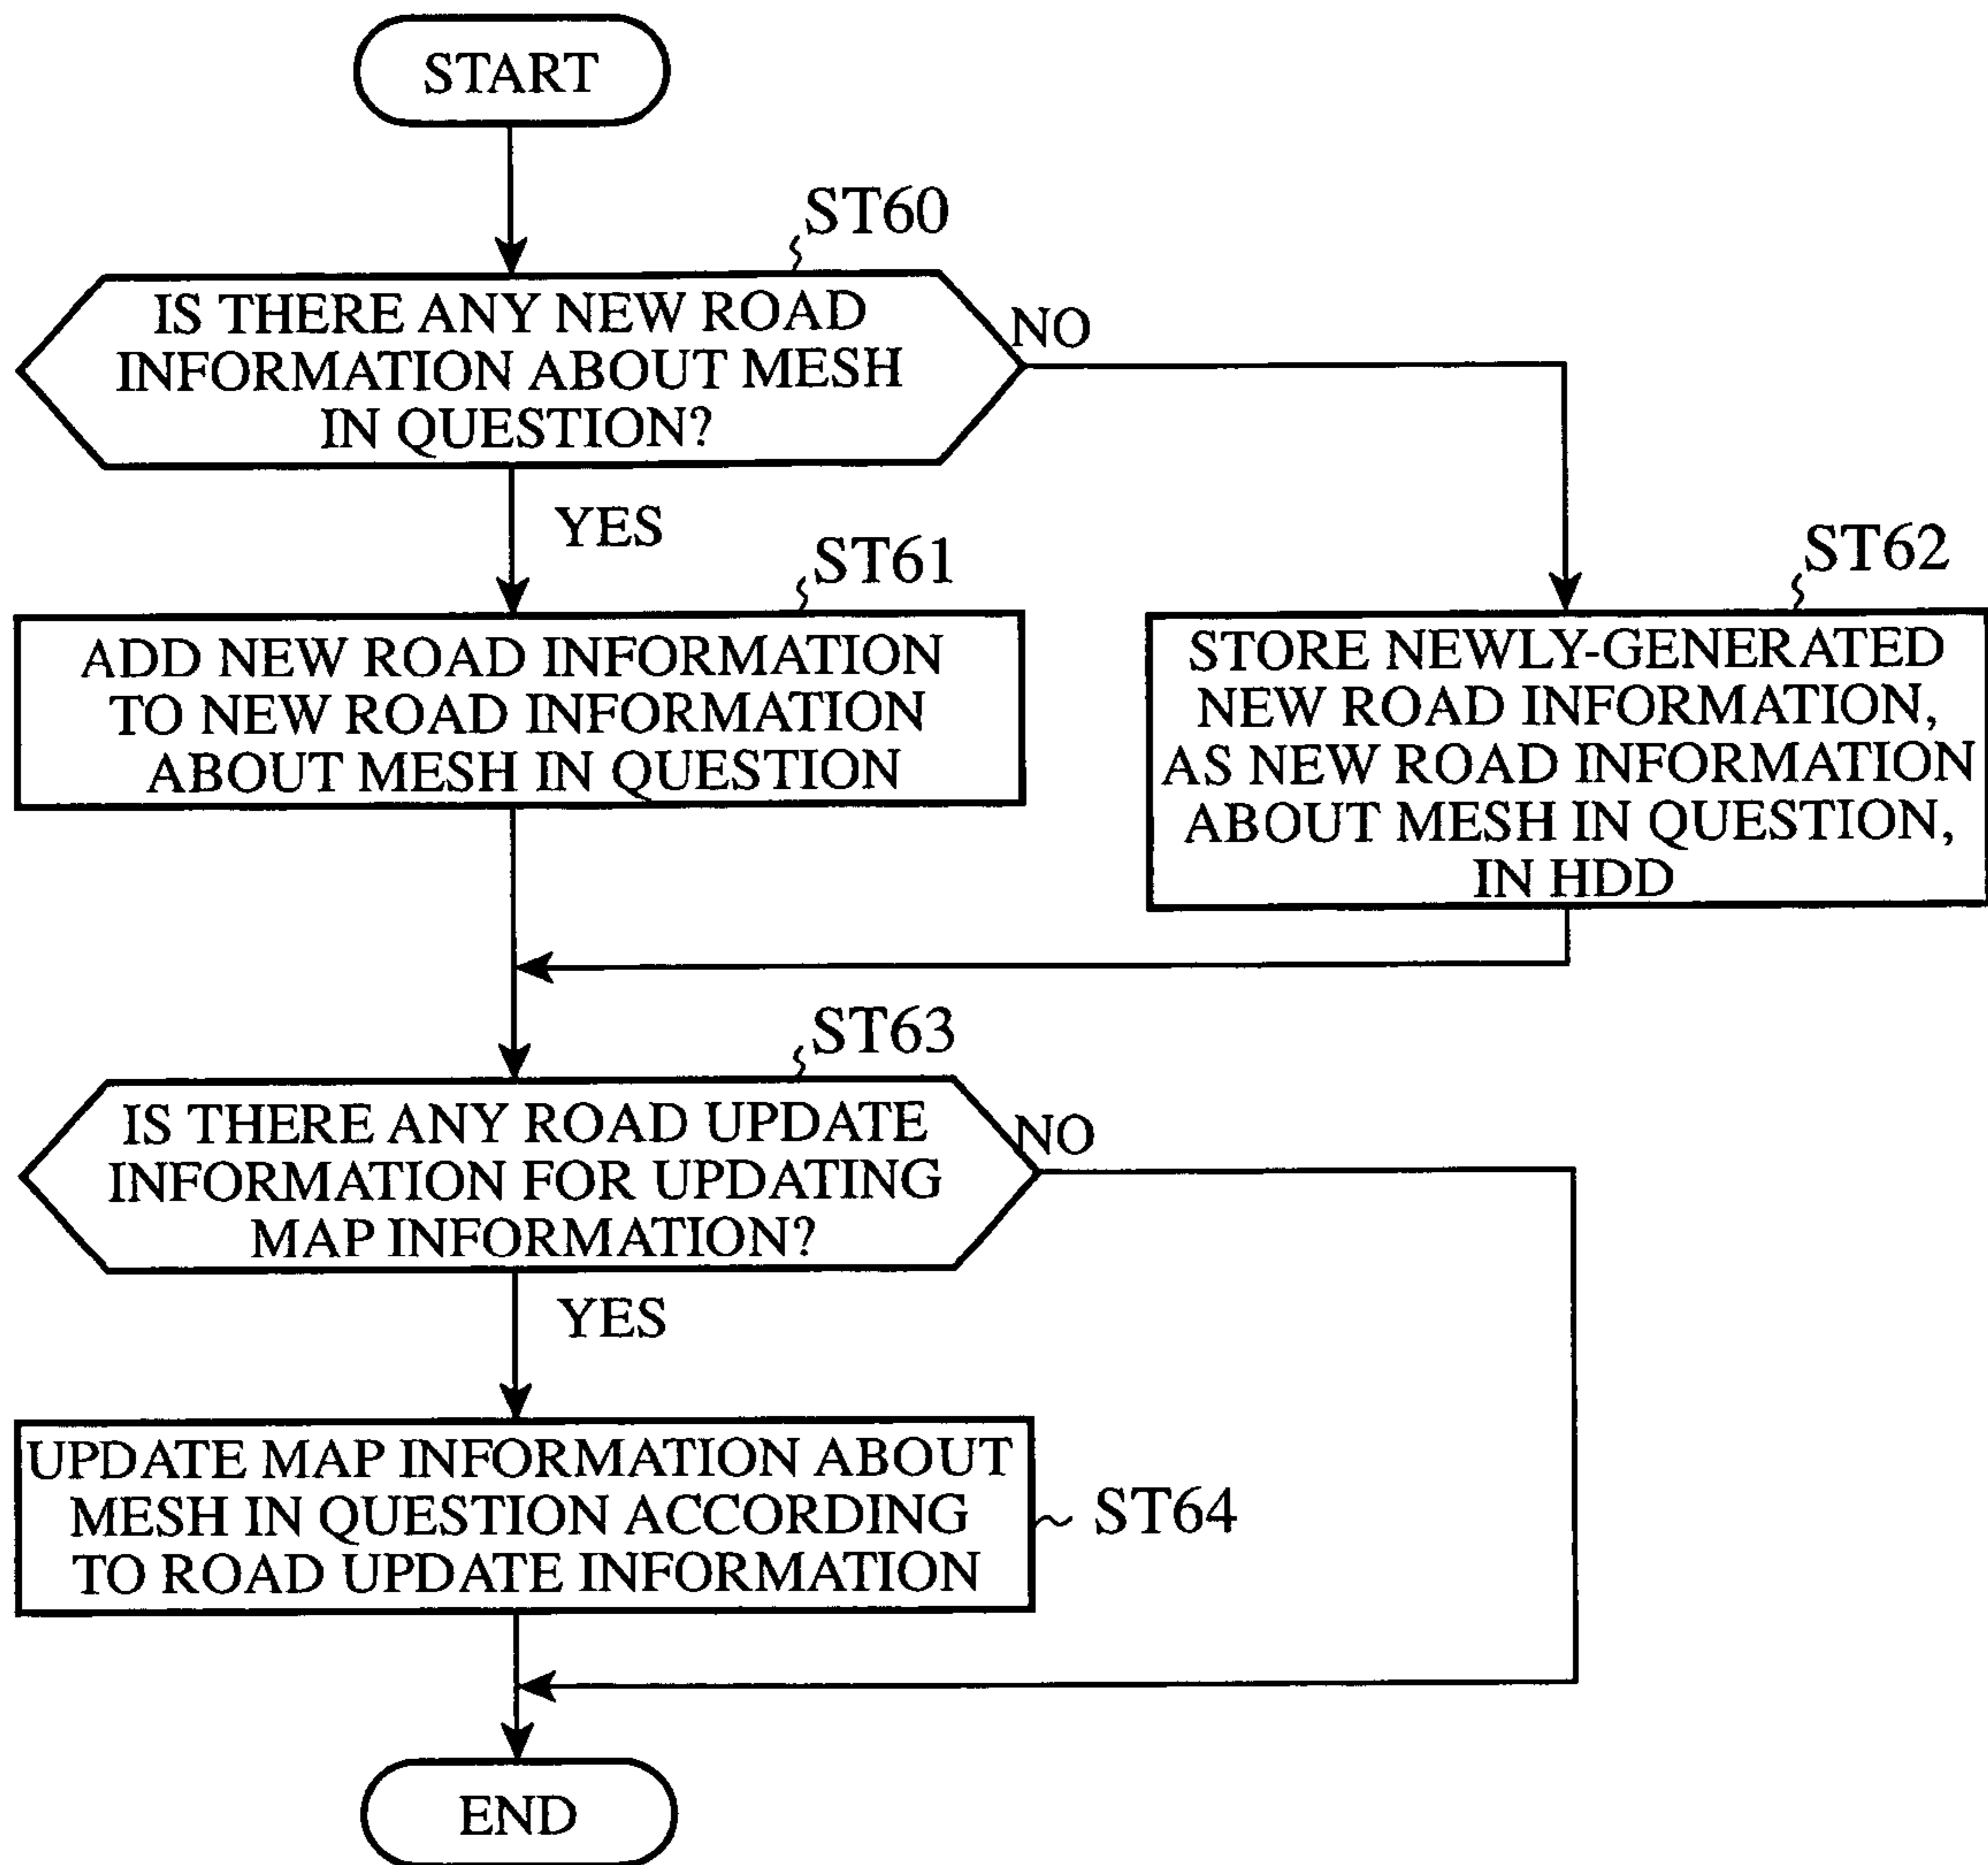 START
ST60
IS THERE ANY NEW ROAD
INFORMATION ABOUT MESH
IN QUESTION?
NO
YES
ST61
ADD NEW ROAD INFORMATION
TO NEW ROAD INFORMATION
ABOUT MESH IN QUESTION
ST62
STORE NEWLY-GENERATED
NEW ROAD INFORMATION,
AS NEW ROAD INFORMATION
ABOUT MESH IN QUESTION,
IN HDD
ST63
IS THERE ANY ROAD UPDATE
INFORMATION FOR UPDATING
MAP INFORMATION?
NO
YES
UPDATE MAP INFORMATION ABOUT
MESH IN QUESTION ACCORDING
TO ROAD UPDATE INFORMATION
ST64
END